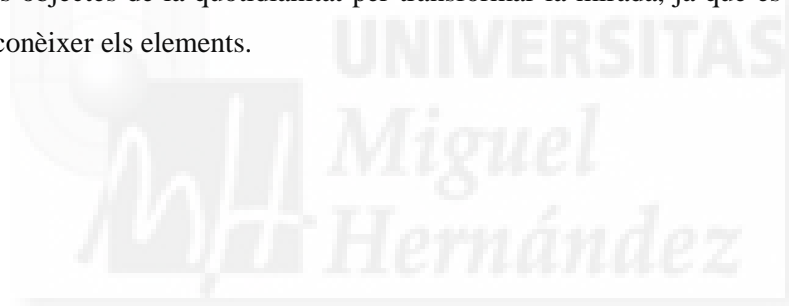 objectes de la quotidianitat per transformar la mirada, ja que és
conèixer els elements.
UNIVERSITAS
Miguel
Hernández